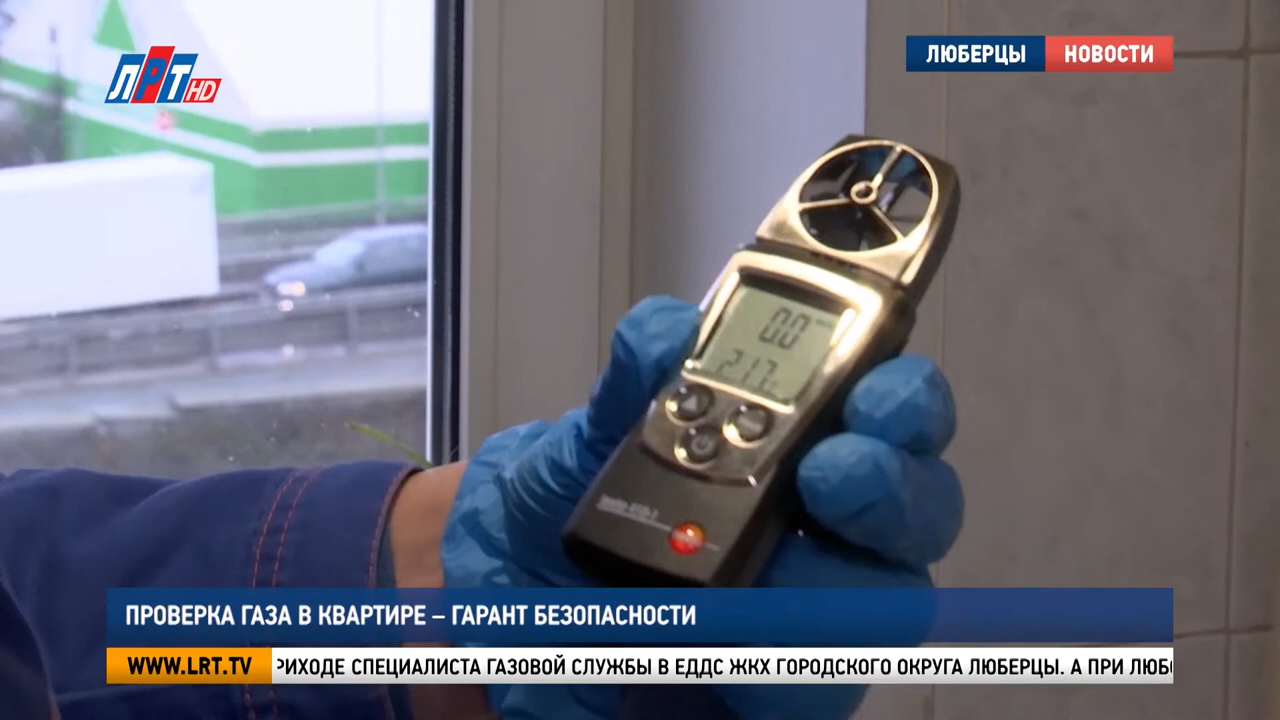 ЛРТ HD
ЛЮБЕРЦЫ НОВОСТИ
0.0
21.7
ПРОВЕРКА ГАЗА В КВАРТИРЕ – ГАРАНТ БЕЗОПАСНОСТИ
WWW.LRT.TV РИХОДЕ СПЕЦИАЛИСТА ГАЗОВОЙ СЛУЖБЫ В ЕДДС ЖКХ ГОРОДСКОГО ОКРУГА ЛЮБЕРЦЫ. А ПРИ ЛЮБ